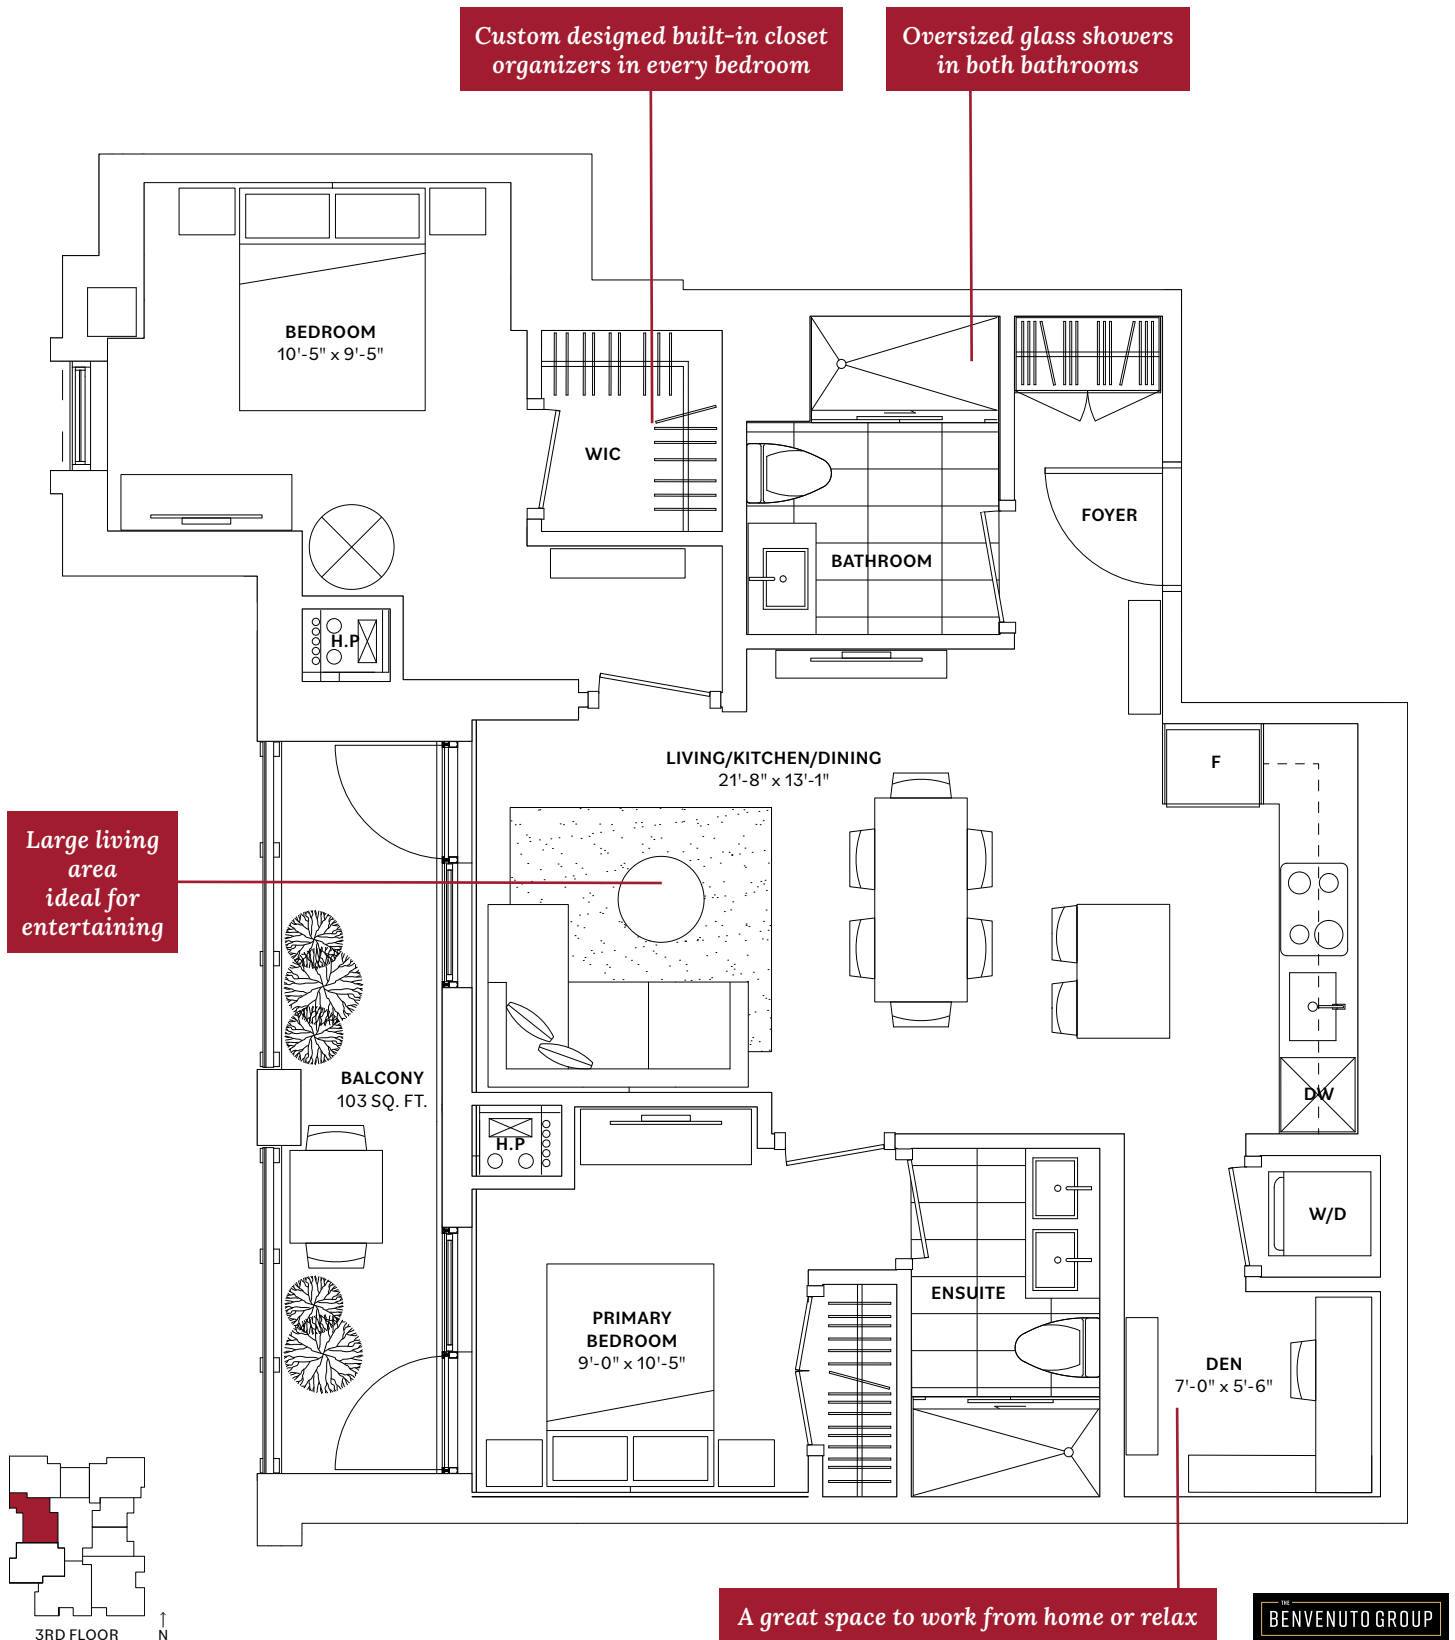 Custom designed built-in closet
organizers in every bedroom
Oversized glass showers
in both bathrooms
BEDROOM
10'-5" x 9'-5"
WIC
FOYER
BATHROOM
H.P
LIVING/KITCHEN/DINING
21'-8" x 13'-1"
F
Large living
area
ideal for
entertaining
BALCONY
103 SQ. FT.
DW
H.P
W/D
ENSUITE
PRIMARY
BEDROOM
9'-0" x 10'-5"
DEN
7'-0" x 5'-6"
A great space to work from home or relax
3RD FLOOR
N
THE
BENVENUTO GROUP